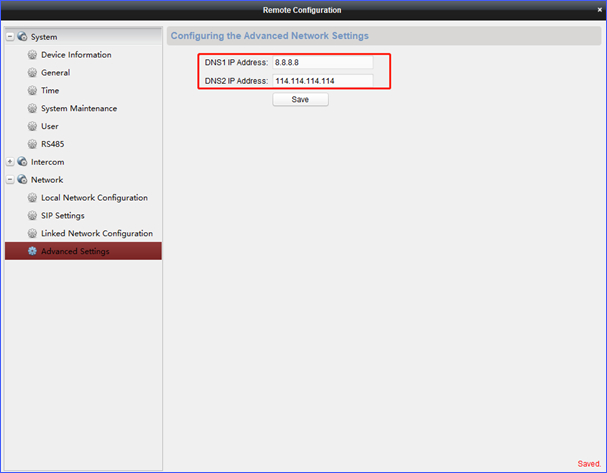 Remote Configuration
×
System
Device Information
General
Time
System Maintenance
User
RS485
Intercom
Network
Local Network Configuration
SIP Settings
Linked Network Configuration
Advanced Settings
Configuring the Advanced Network Settings
DNS1 IP Address: 8.8.8.8
DNS2 IP Address: 114.114.114.114
Save
Saved.